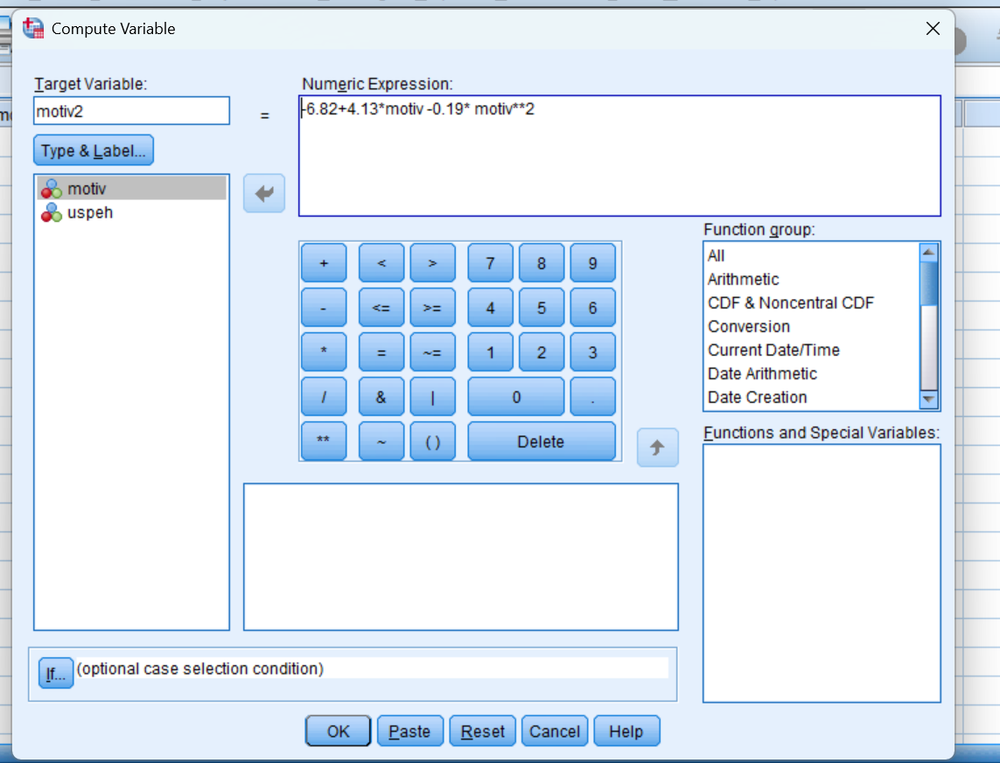 Compute Variable
Target Variable:
motiv2
=
Numeric Expression:
-6.82+4.13*motiv -0.19* motiv**2
Type & Label...
motiv
uspeh
+ < > 7 8 9
- <= >= 4 5 6
* = ~= 1 2 3
/ & | 0 .
** ~ ( ) Delete
Function group:
All
Arithmetic
CDF & Noncentral CDF
Conversion
Current Date/Time
Date Arithmetic
Date Creation
Functions and Special Variables:
If... (optional case selection condition)
OK Paste Reset Cancel Help